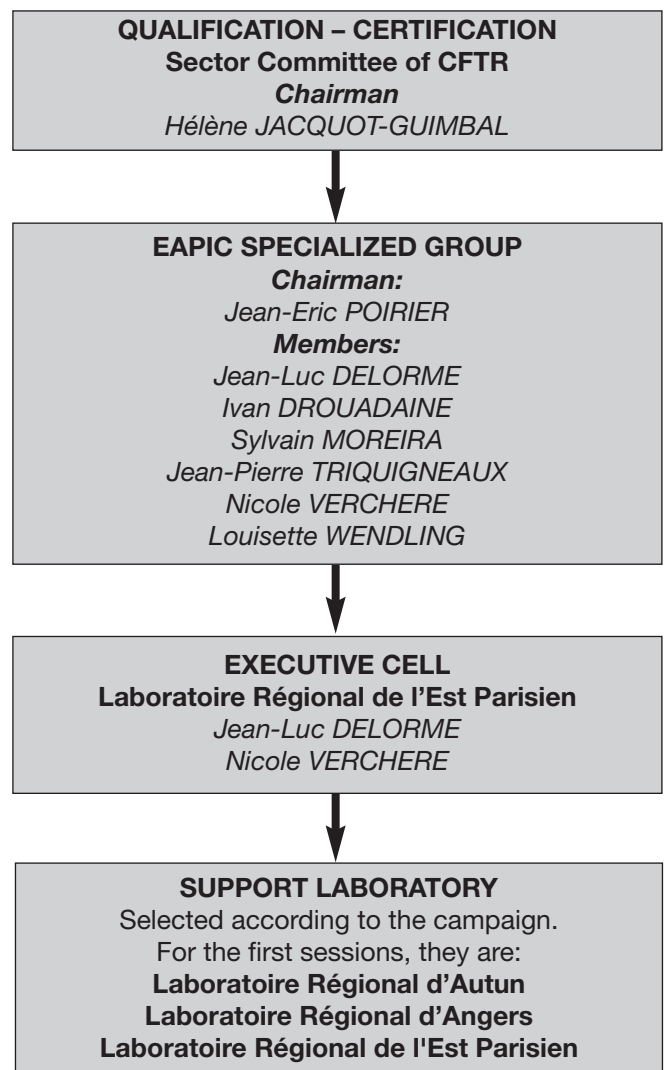 QUALIFICATION – CERTIFICATION
Sector Committee of CFTR
Chairman
Hélène JACQUOT-GUIMBAL
EAPIC SPECIALIZED GROUP
Chairman:
Jean-Eric POIRIER
Members:
Jean-Luc DELORME
Ivan DROUADAINE
Sylvain MOREIRA
Jean-Pierre TRIQUIGNEAUX
Nicole VERCHERE
Louisette WENDLING
EXECUTIVE CELL
Laboratoire Régional de l’Est Parisien
Jean-Luc DELORME
Nicole VERCHERE
SUPPORT LABORATORY
Selected according to the campaign.
For the first sessions, they are:
Laboratoire Régional d’Autun
Laboratoire Régional d’Angers
Laboratoire Régional de l'Est Parisien